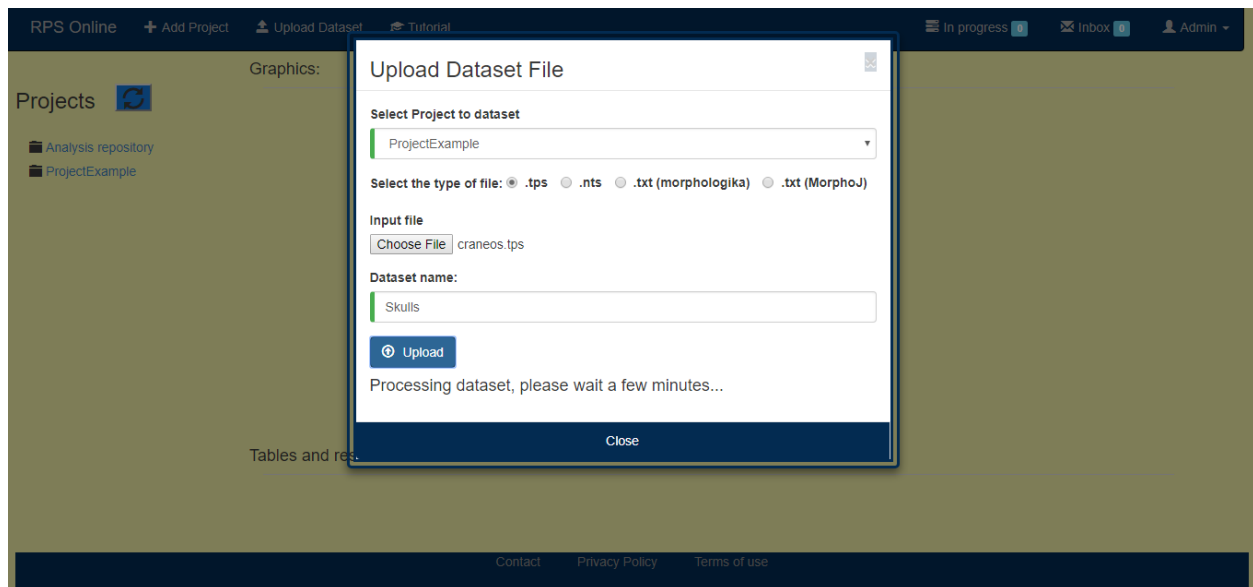 RPS Online Add Project Upload Dataset Tutorial In progress 0 Inbox 0 Admin
Graphics:
Projects
Analysis repository
ProjectExample
Upload Dataset File
Select Project to dataset
ProjectExample
Select the type of file: .tps .nts .txt (morphologika) .txt (MorphoJ)
Input file
Choose File craneos.tps
Dataset name:
Skulls
Upload
Processing dataset, please wait a few minutes...
Close
Tables and
Contact Privacy Policy Terms of use